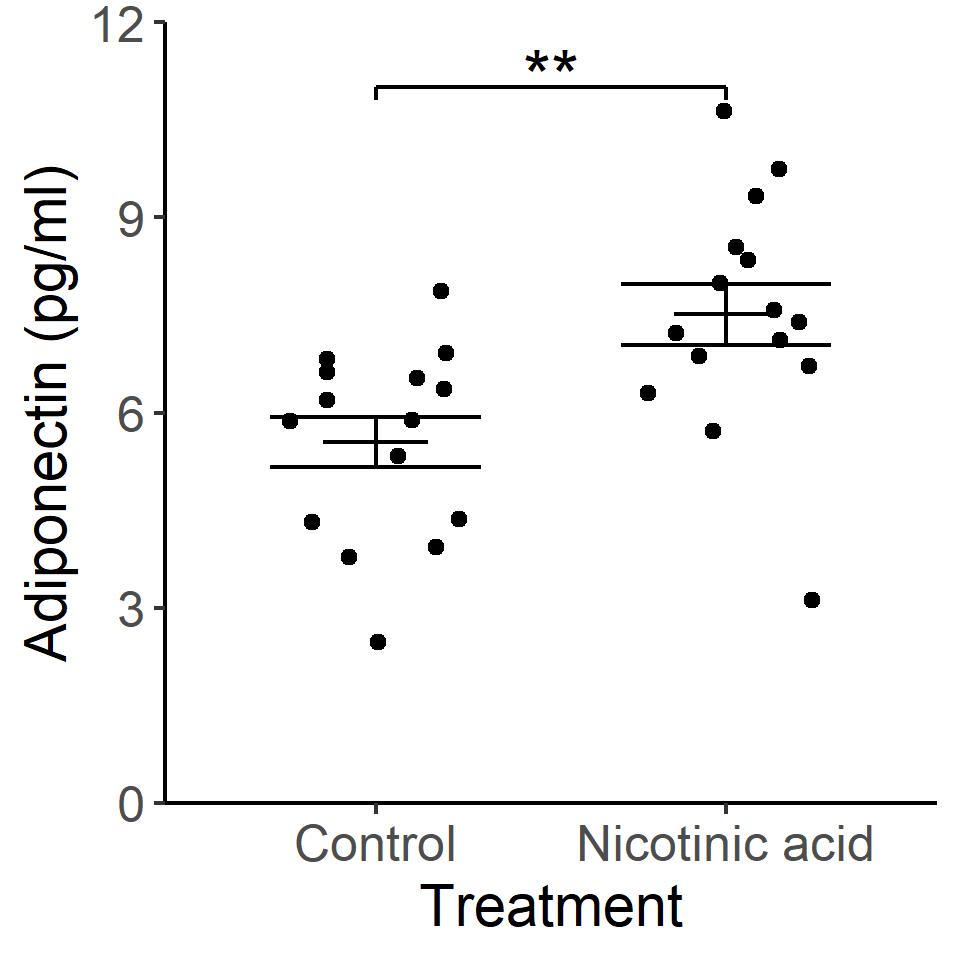 12
**
9
6
3
0
Adiponectin (pg/ml)
Control
Nicotinic acid
Treatment